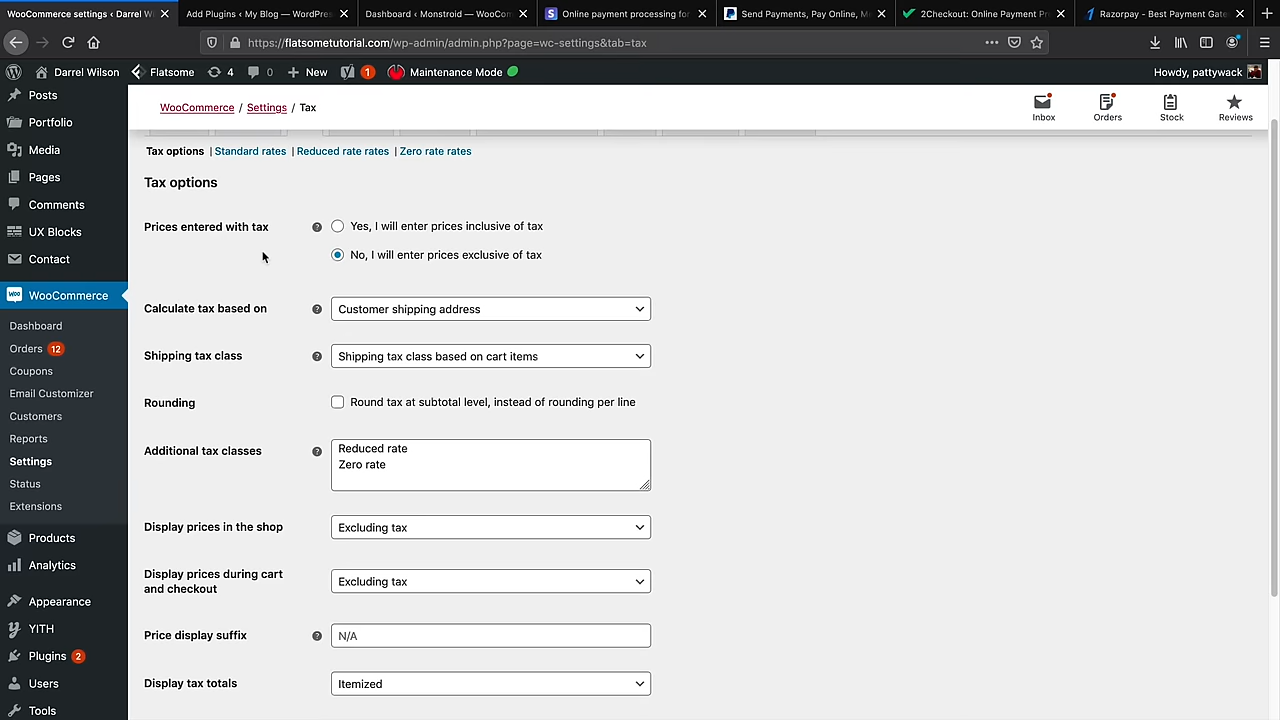 WooCommerce settings ‹ Darrel W
Add Plugins ‹ My Blog — WordPres
Dashboard ‹ Monstroid — WooCom
S Online payment processing for
Send Payments, Pay Online, Me
2Checkout: Online Payment Pr
Razorpay - Best Payment Gate
https://flatsometutorial.com/wp-admin/admin.php?page=wc-settings&tab=tax
Darrel Wilson
Flatsome
4
0
New
1
Maintenance Mode
Howdy, pattywack
Posts
Portfolio
Media
Pages
Comments
UX Blocks
Contact
WooCommerce
Dashboard
Orders 12
Coupons
Email Customizer
Customers
Reports
Settings
Status
Extensions
Products
Analytics
Appearance
YITH
Plugins 2
Users
Tools
WooCommerce / Settings / Tax
Inbox
Orders
Stock
Reviews
Tax options | Standard rates | Reduced rate rates | Zero rate rates
Tax options
Prices entered with tax
Yes, I will enter prices inclusive of tax
No, I will enter prices exclusive of tax
Calculate tax based on
Customer shipping address
Shipping tax class
Shipping tax class based on cart items
Rounding
Round tax at subtotal level, instead of rounding per line
Additional tax classes
Reduced rate
Zero rate
Display prices in the shop
Excluding tax
Display prices during cart
and checkout
Excluding tax
Price display suffix
N/A
Display tax totals
Itemized